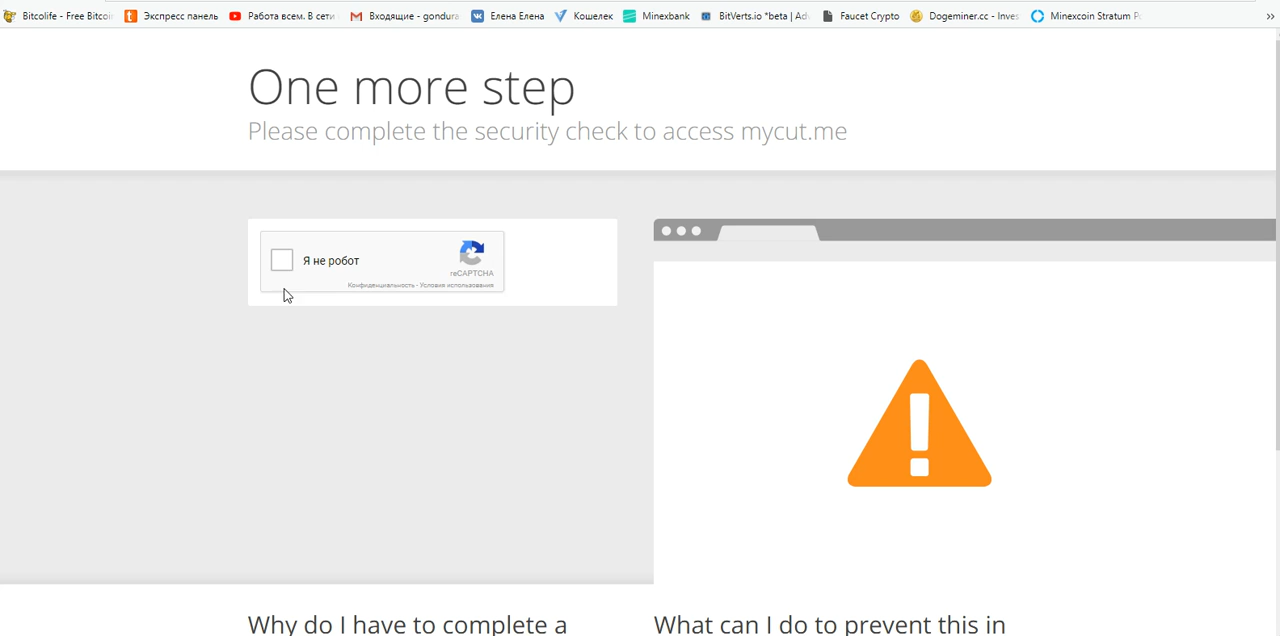 Bitcolife - Free Bitcoi
Экспресс панель
Работа всем. В сети
Входящие - gondura
Елена Елена
Кошелек
Minexbank
BitVerts.io *beta | Ad
Faucet Crypto
Dogeminer.cc - Inves
Minexcoin Stratum P
One more step
Please complete the security check to access mycut.me
Я не робот
reCAPTCHA
Конфиденциальность - Условия использования
Why do I have to complete a
What can I do to prevent this in